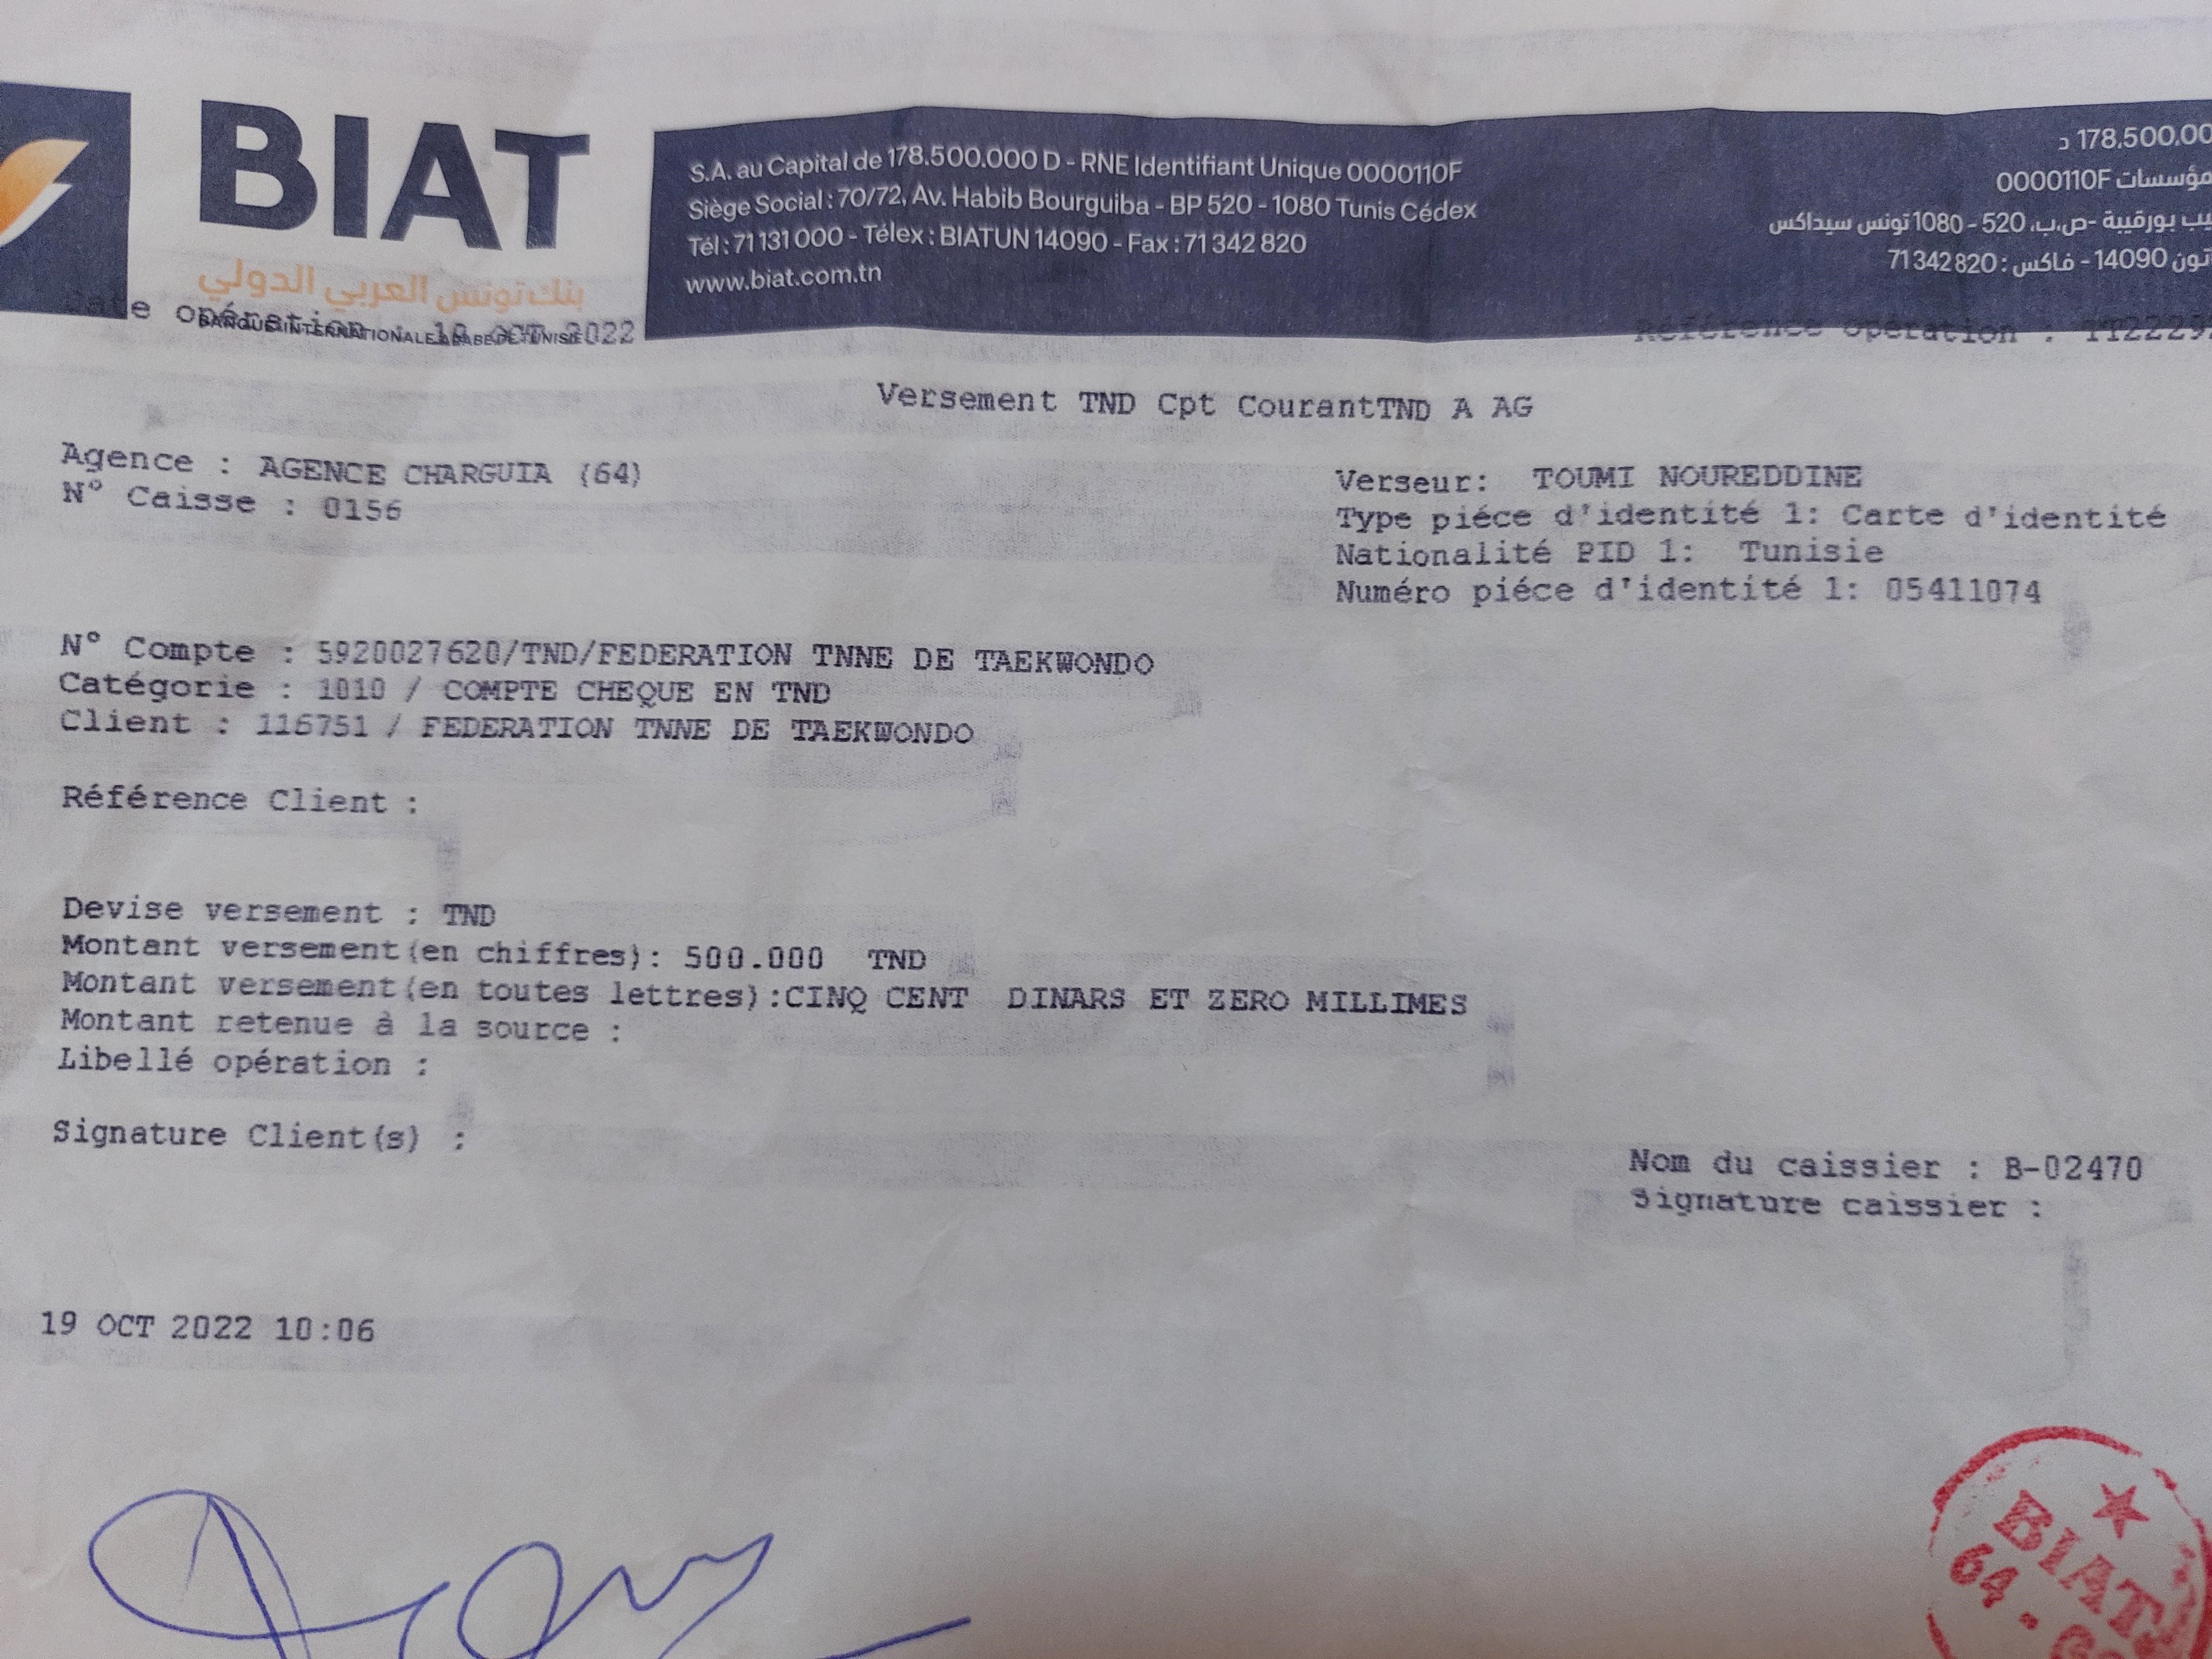 BIAT
بنك تونس العربي الدولي
BANQUE INTERNATIONALE ARABE DE TUNISIE
S.A. au Capital de 178.500.000 D - RNE Identifiant Unique 0000110F
Siège Social : 70/72, Av. Habib Bourguiba - BP 520 - 1080 Tunis Cédex
Tél : 71 131 000 - Télex : BIATUN 14090 - Fax : 71 342 820
www.biat.com.tn
178.500.00 د
0000110F
بورقيبة -ص.ب. 520 - 1080 تونس سيداكس
14090 - فاكس : 71 342 820
Date opération : 19 OCT 2022
Référence opération : TT2229
Versement TND Cpt CourantTND A AG
Agence : AGENCE CHARGUIA (64)
N° Caisse : 0156
Verseur: TOUMI NOUREDDINE
Type piéce d'identité 1: Carte d'identité
Nationalité PID 1: Tunisie
Numéro piéce d'identité 1: 05411074
N° Compte : 5920027620/TND/FEDERATION TNNE DE TAEKWONDO
Catégorie : 1010 / COMPTE CHEQUE EN TND
Client : 116751 / FEDERATION TNNE DE TAEKWONDO
Référence Client :
Devise versement : TND
Montant versement(en chiffres): 500.000 TND
Montant versement(en toutes lettres):CINQ CENT DINARS ET ZERO MILLIMES
Montant retenue à la source :
Libellé opération :
Signature Client(s) :
Nom du caissier : B-02470
Signature caissier :
19 OCT 2022 10:06
BIAT
64 -